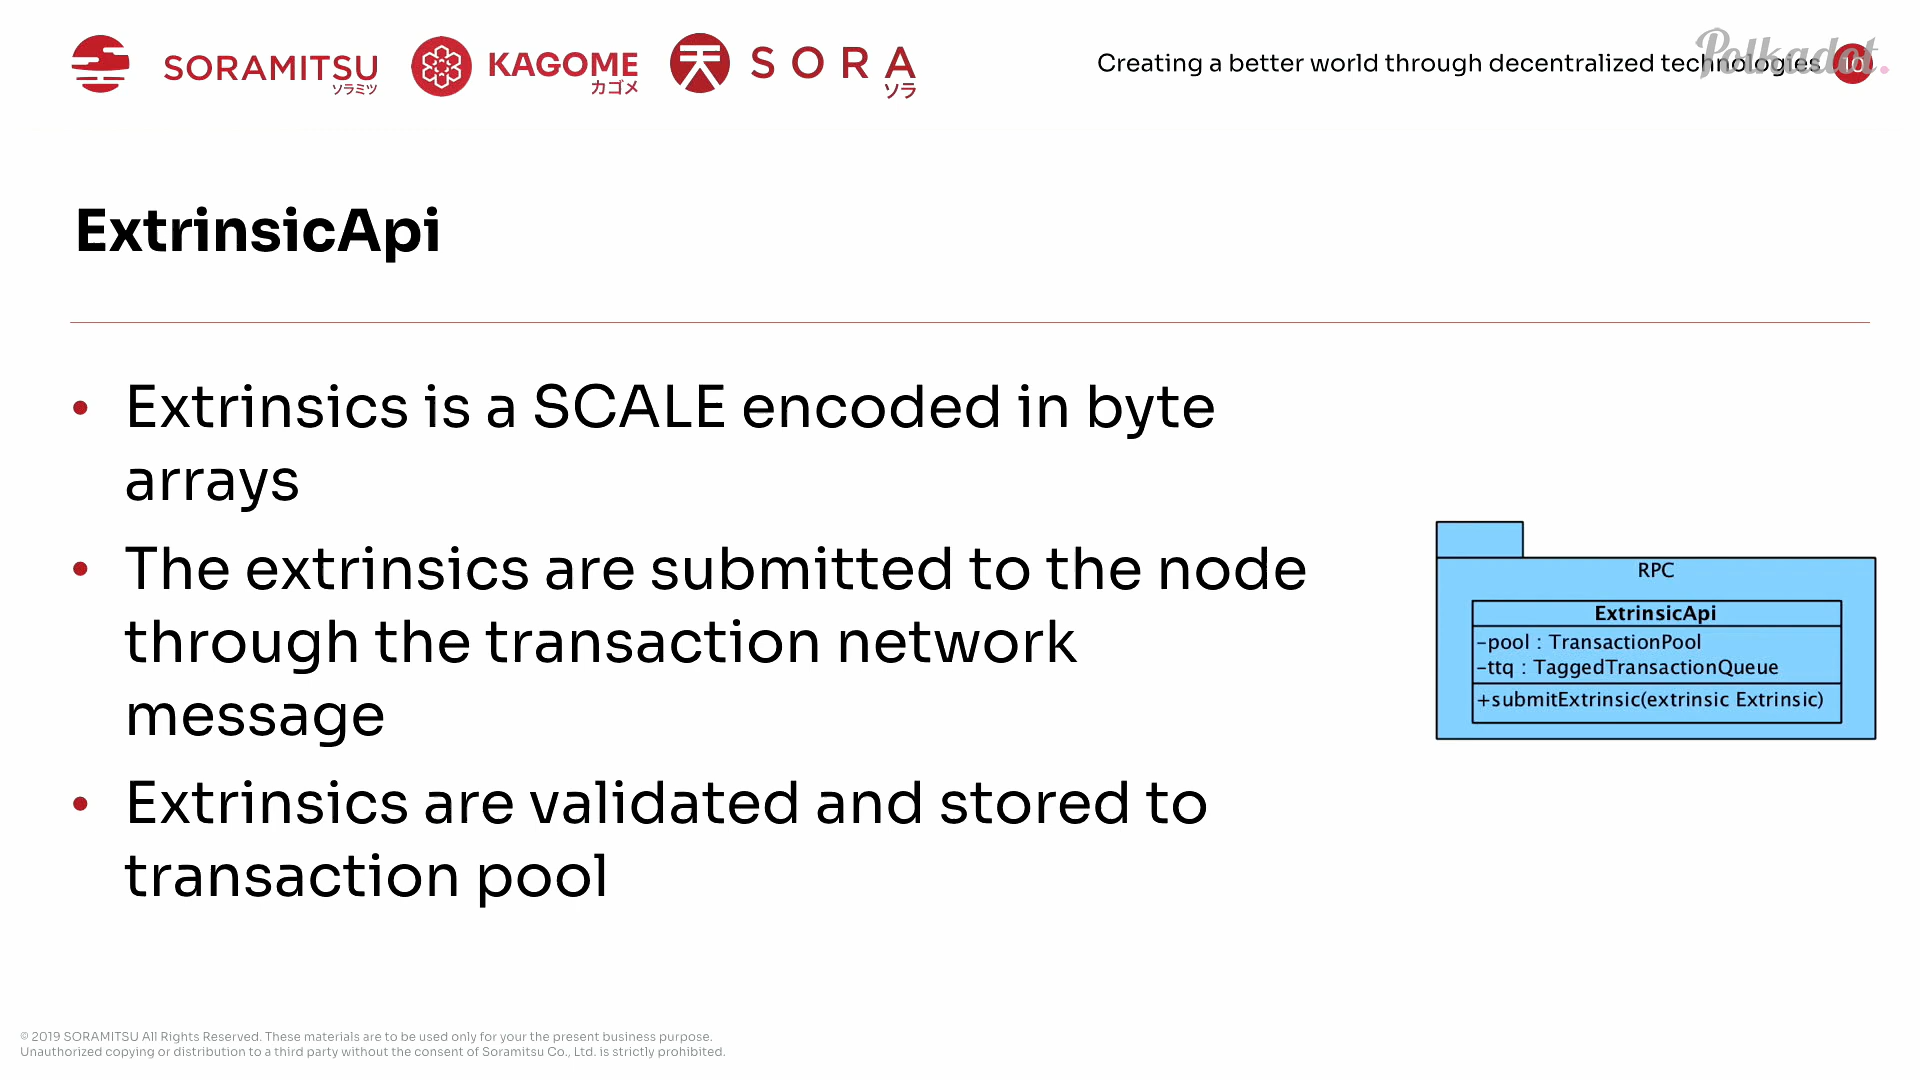 SORAMITSU
ソラミツ
KAGOME
カゴメ
天
SORA
ソラ
Creating a better world through decentralized technologies
10
Polkadot.
ExtrinsicApi
• Extrinsics is a SCALE encoded in byte
arrays
• The extrinsics are submitted to the node
through the transaction network
message
• Extrinsics are validated and stored to
transaction pool
RPC
ExtrinsicApi
-pool : TransactionPool
-ttq : TaggedTransactionQueue
+submitExtrinsic(extrinsic Extrinsic)
© 2019 SORAMITSU All Rights Reserved. These materials are to be used only for your the present business purpose.
Unauthorized copying or distribution to a third party without the consent of Soramitsu Co., Ltd. is strictly prohibited.